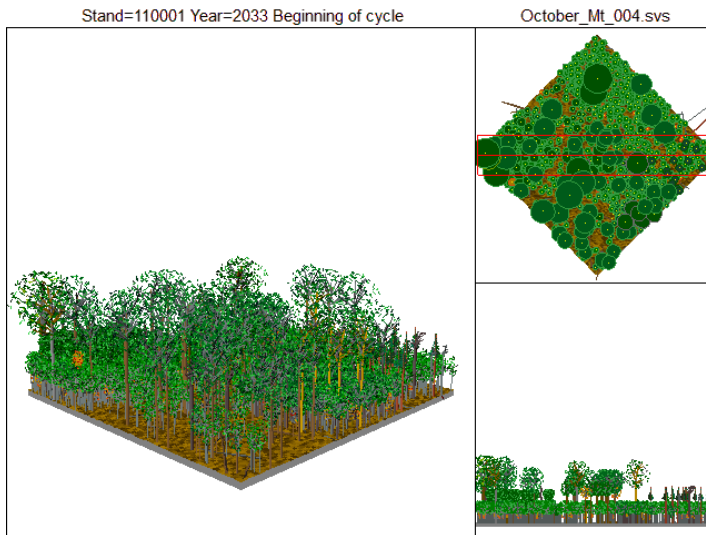 Stand=110001 Year=2033 Beginning of cycle
October_Mt_004.svs